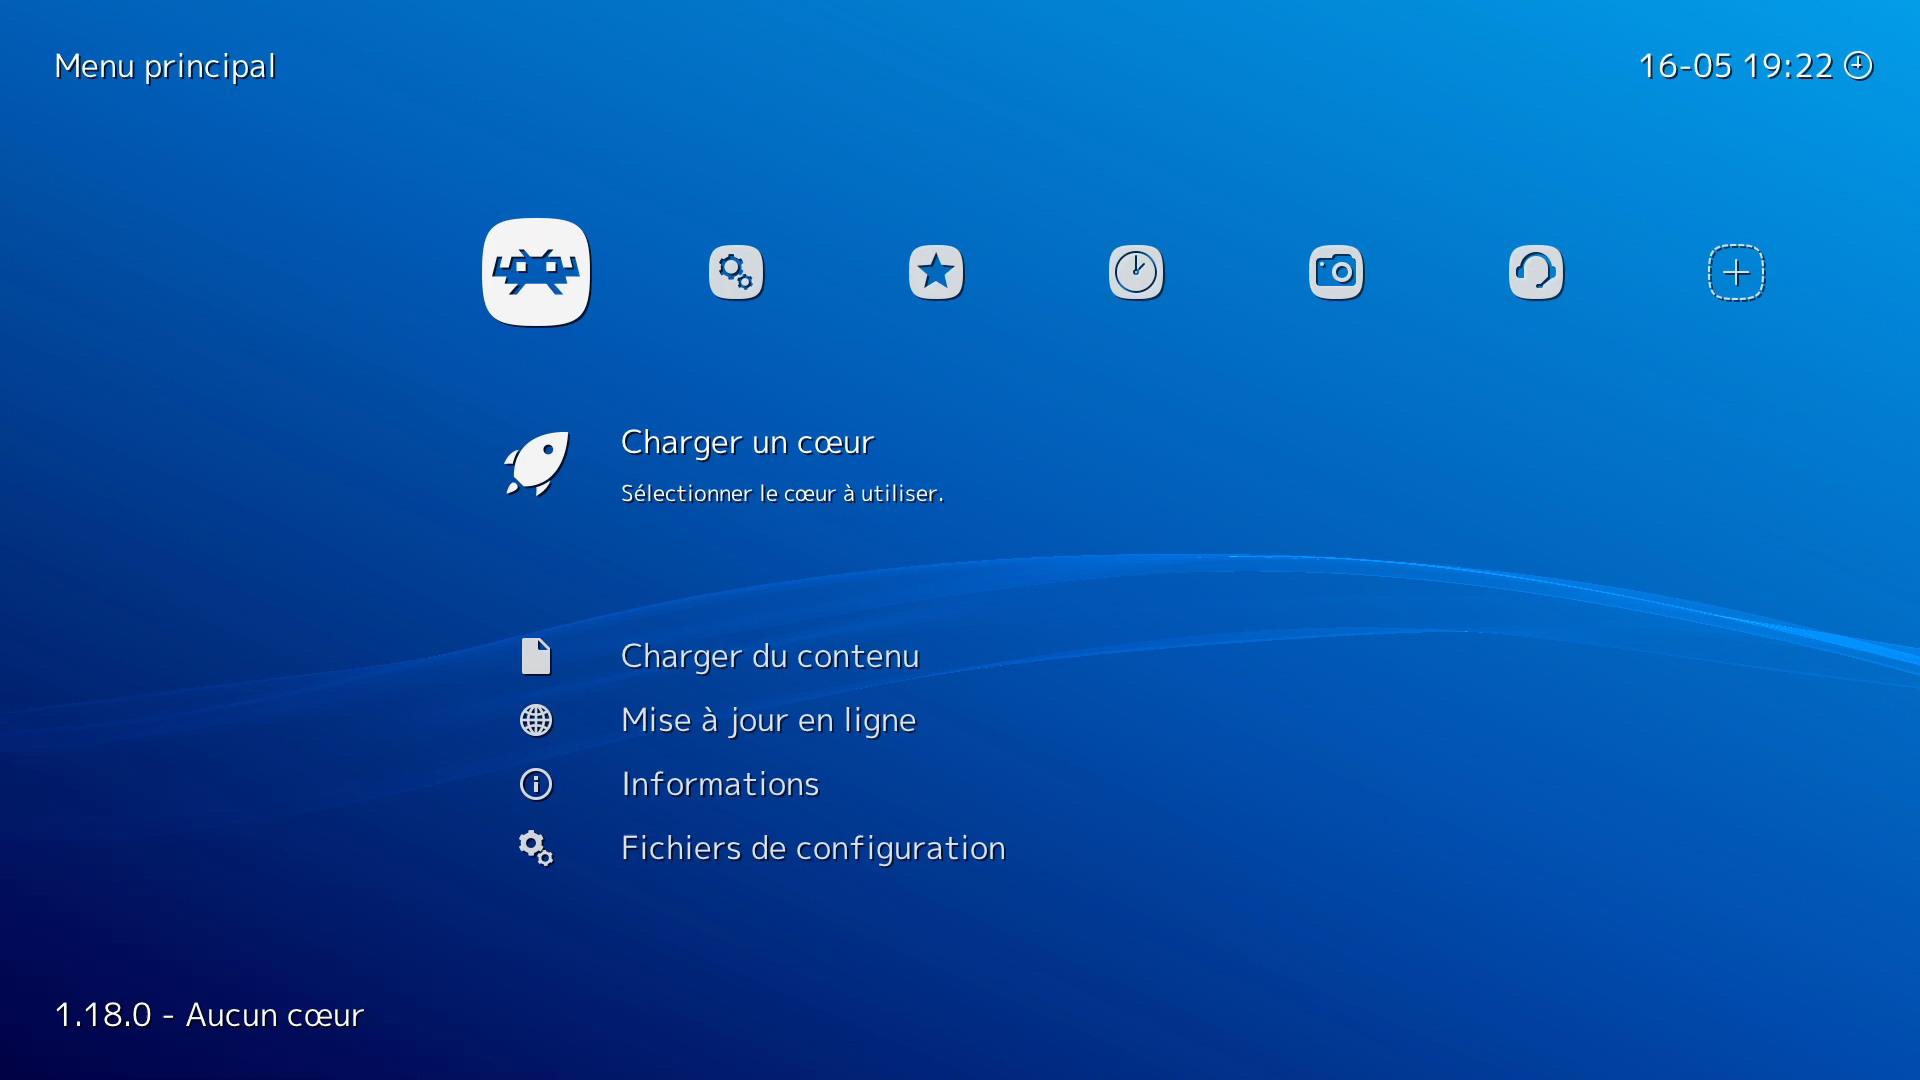 Menu principal
16-05 19:22
Charger un cœur
Sélectionner le cœur à utiliser.
Charger du contenu
Mise à jour en ligne
Informations
Fichiers de configuration
1.18.0 - Aucun cœur